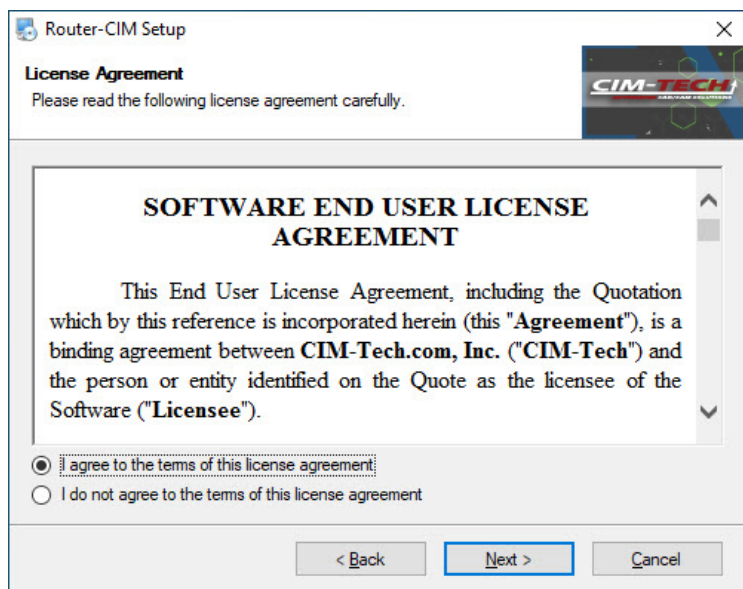 Router-CIM Setup
License Agreement
Please read the following license agreement carefully.
CIM-TECH
CAD/CAM SOLUTIONS
SOFTWARE END USER LICENSE
AGREEMENT
This End User License Agreement, including the Quotation
which by this reference is incorporated herein (this "Agreement"), is a
binding agreement between CIM-Tech.com, Inc. ("CIM-Tech") and
the person or entity identified on the Quote as the licensee of the
Software ("Licensee").
I agree to the terms of this license agreement
I do not agree to the terms of this license agreement
< Back
Next >
Cancel